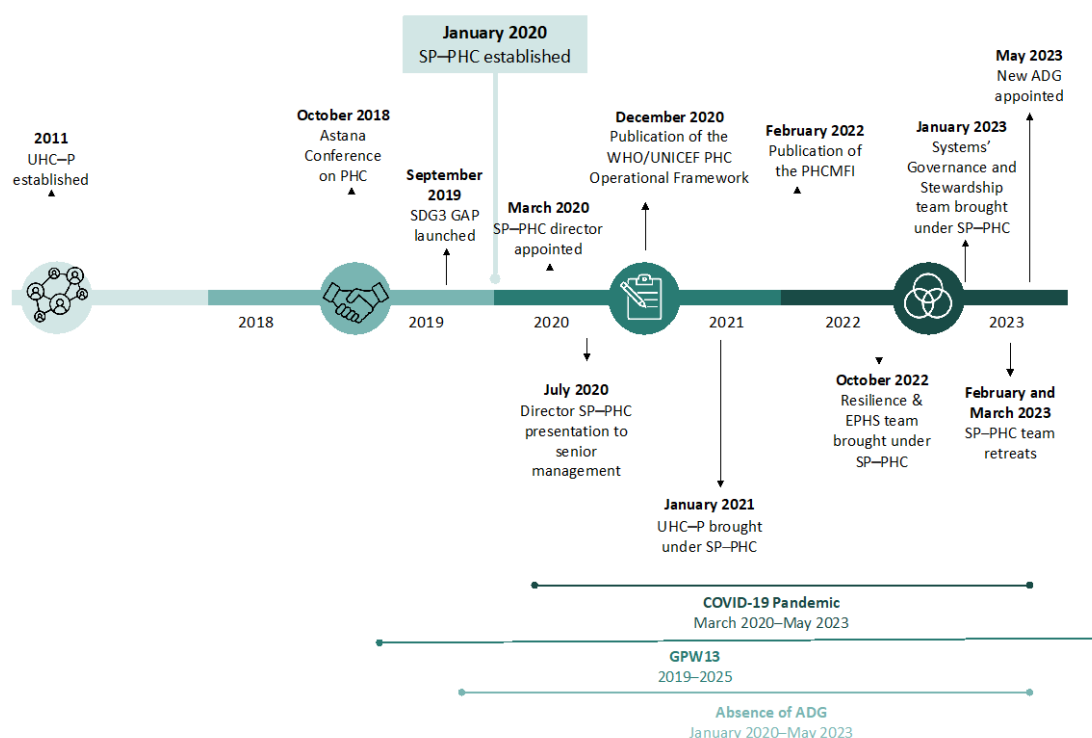 January 2020
SP–PHC established
May 2023
New ADG
appointed
2011
UHC–P
established
October 2018
Astana
Conference
on PHC
September
2019
SDG3 GAP
launched
March 2020
SP–PHC director
appointed
December 2020
Publication of the
WHO/UNICEF PHC
Operational Framework
February 2022
Publication of
the PHCMFI
January 2023
Systems’
Governance and
Stewardship
team brought
under SP–PHC
2018
2019
2020
2021
2022
2023
July 2020
Director SP–PHC
presentation to
senior
management
January 2021
UHC–P brought
under SP–PHC
October 2022
Resilience &
EPHS team
brought under
SP–PHC
February and
March 2023
SP–PHC team
retreats
COVID-19 Pandemic
March 2020–May 2023
GPW13
2019–2025
Absence of ADG
January 2020–May 2023